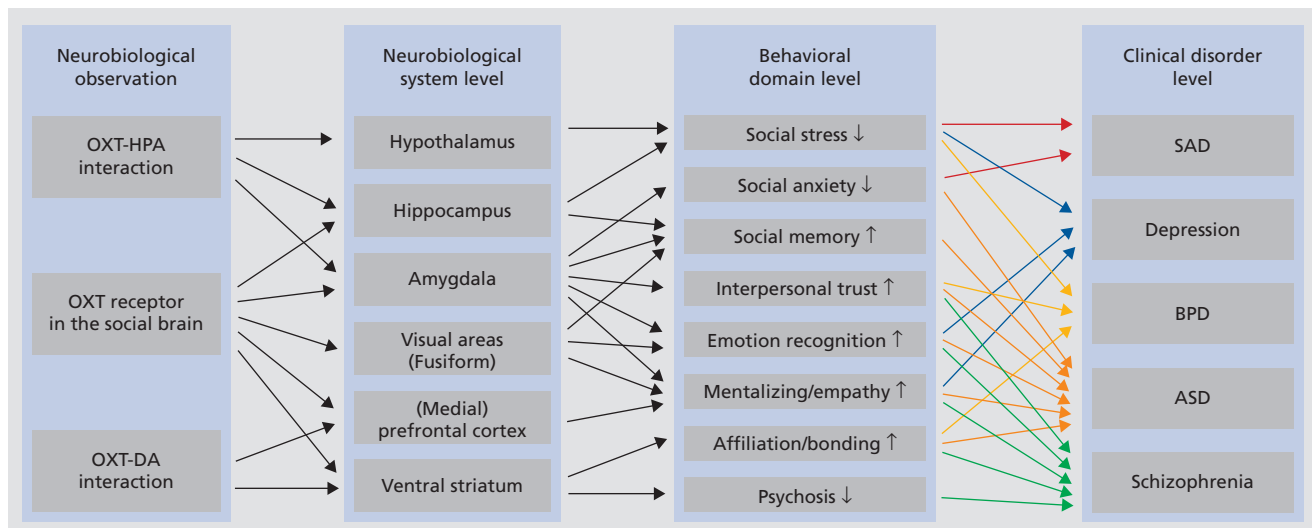 Neurobiological
observation
OXT-HPA
interaction
OXT receptor
in the social brain
OXT-DA
interaction
Neurobiological
system level
Hypothalamus
Hippocampus
Amygdala
Visual areas
(Fusiform)
(Medial)
prefrontal cortex
Ventral striatum
Behavioral
domain level
Social stress ↓
Social anxiety ↓
Social memory ↑
Interpersonal trust ↑
Emotion recognition ↑
Mentalizing/empathy ↑
Affiliation/bonding ↑
Psychosis ↓
Clinical disorder
level
SAD
Depression
BPD
ASD
Schizophrenia